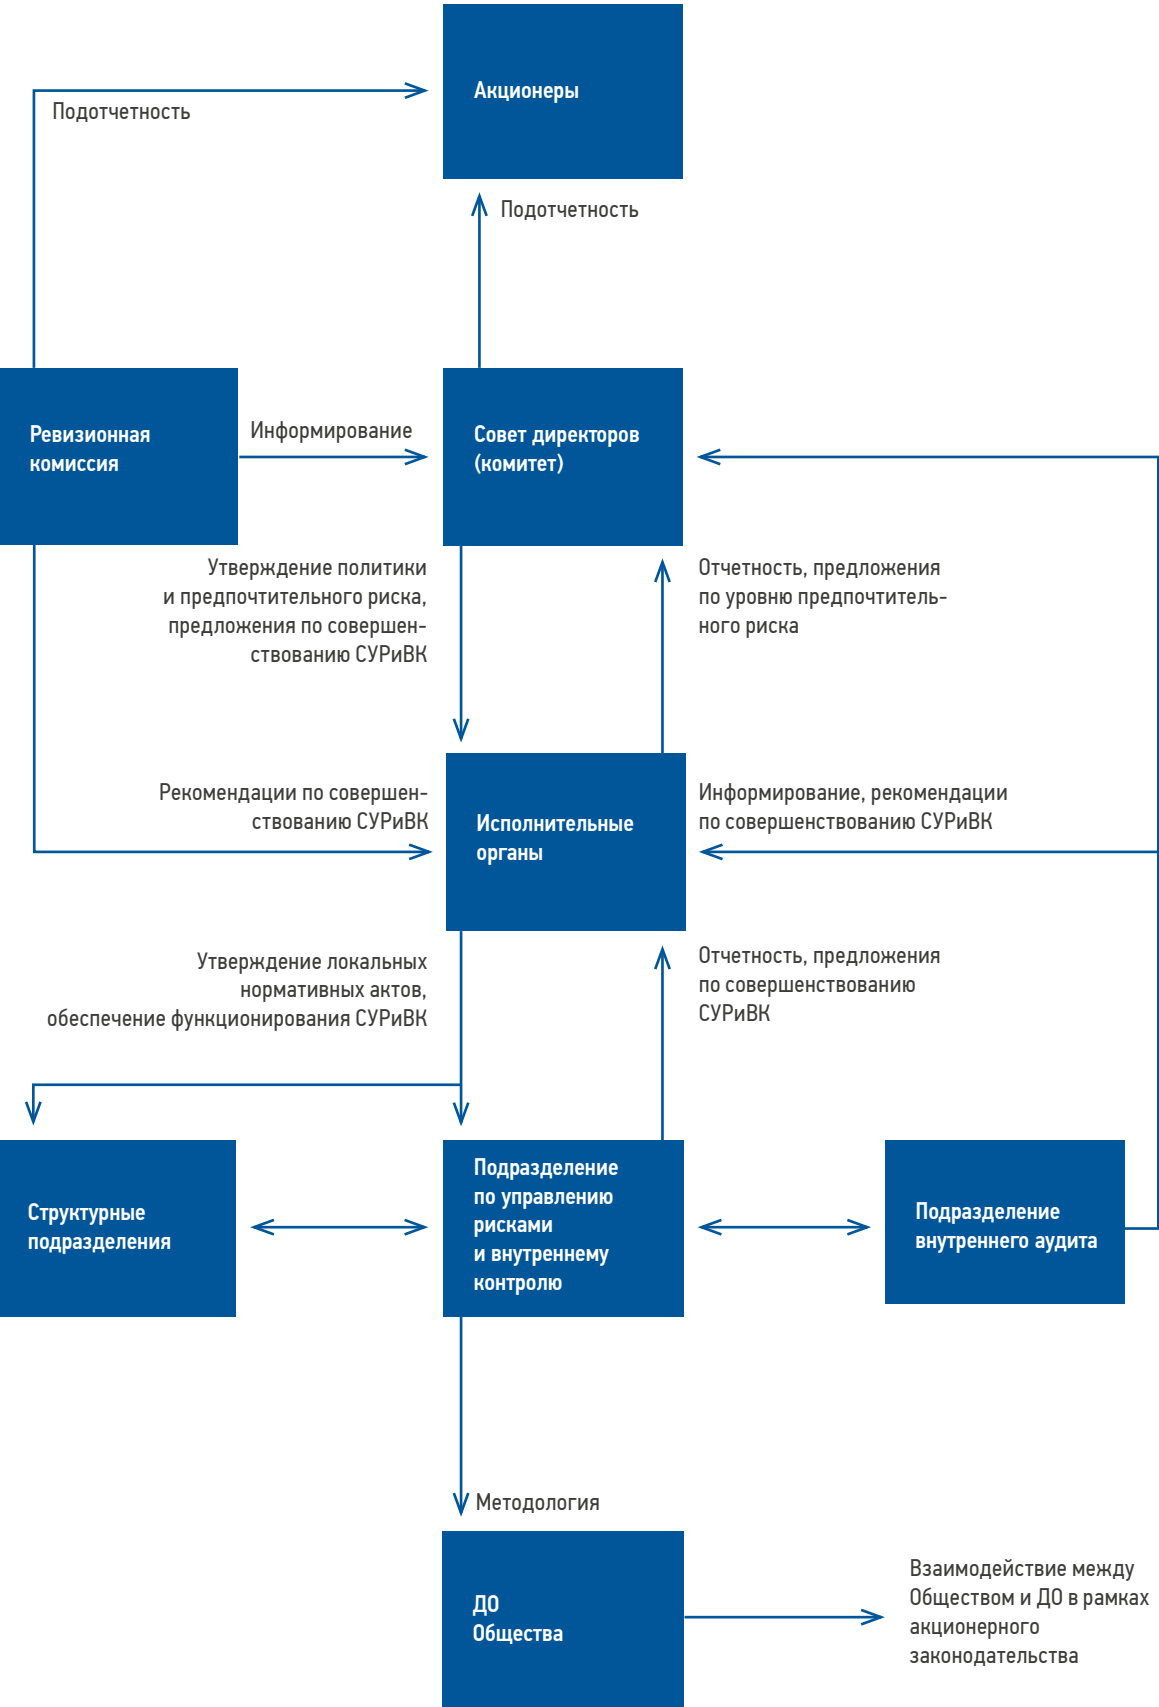 Акционеры
Подотчетность
Подотчетность
Ревизионная
комиссия
Информирование
Совет директоров
(комитет)
Утверждение политики
и предпочтительного риска,
предложения по совершен-
ствованию СУРиВК
Отчетность, предложения
по уровню предпочтитель-
ного риска
Рекомендации по совершен-
ствованию СУРиВК
Исполнительные
органы
Информирование, рекомендации
по совершенствованию СУРиВК
Утверждение локальных
нормативных актов,
обеспечение функционирования СУРиВК
Отчетность, предложения
по совершенствованию
СУРиВК
Структурные
подразделения
Подразделение
по управлению
рисками
и внутреннему
контролю
Подразделение
внутреннего аудита
Методология
ДО
Общества
Взаимодействие между
Обществом и ДО в рамках
акционерного
законодательства